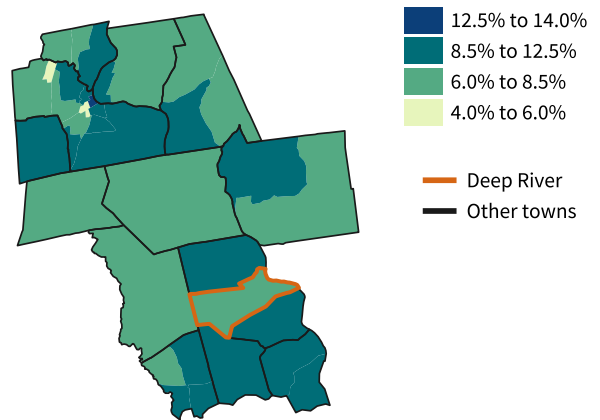 12.5% to 14.0%
8.5% to 12.5%
6.0% to 8.5%
4.0% to 6.0%
Deep River
Other towns